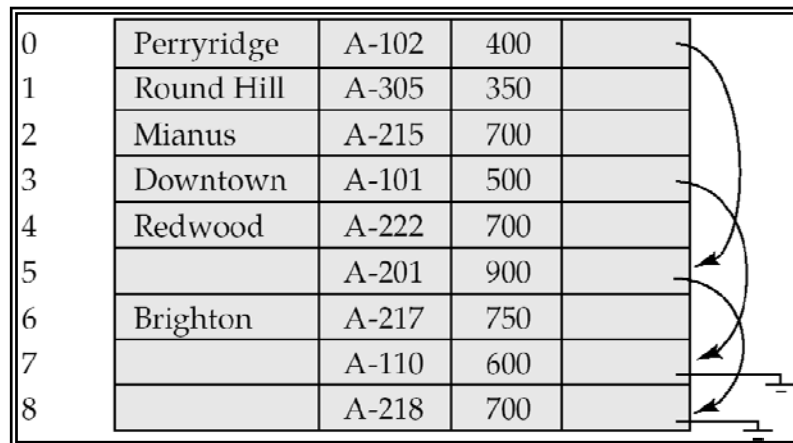 0 Perryridge A-102 400
1 Round Hill A-305 350
2 Mianus A-215 700
3 Downtown A-101 500
4 Redwood A-222 700
5 A-201 900
6 Brighton A-217 750
7 A-110 600
8 A-218 700